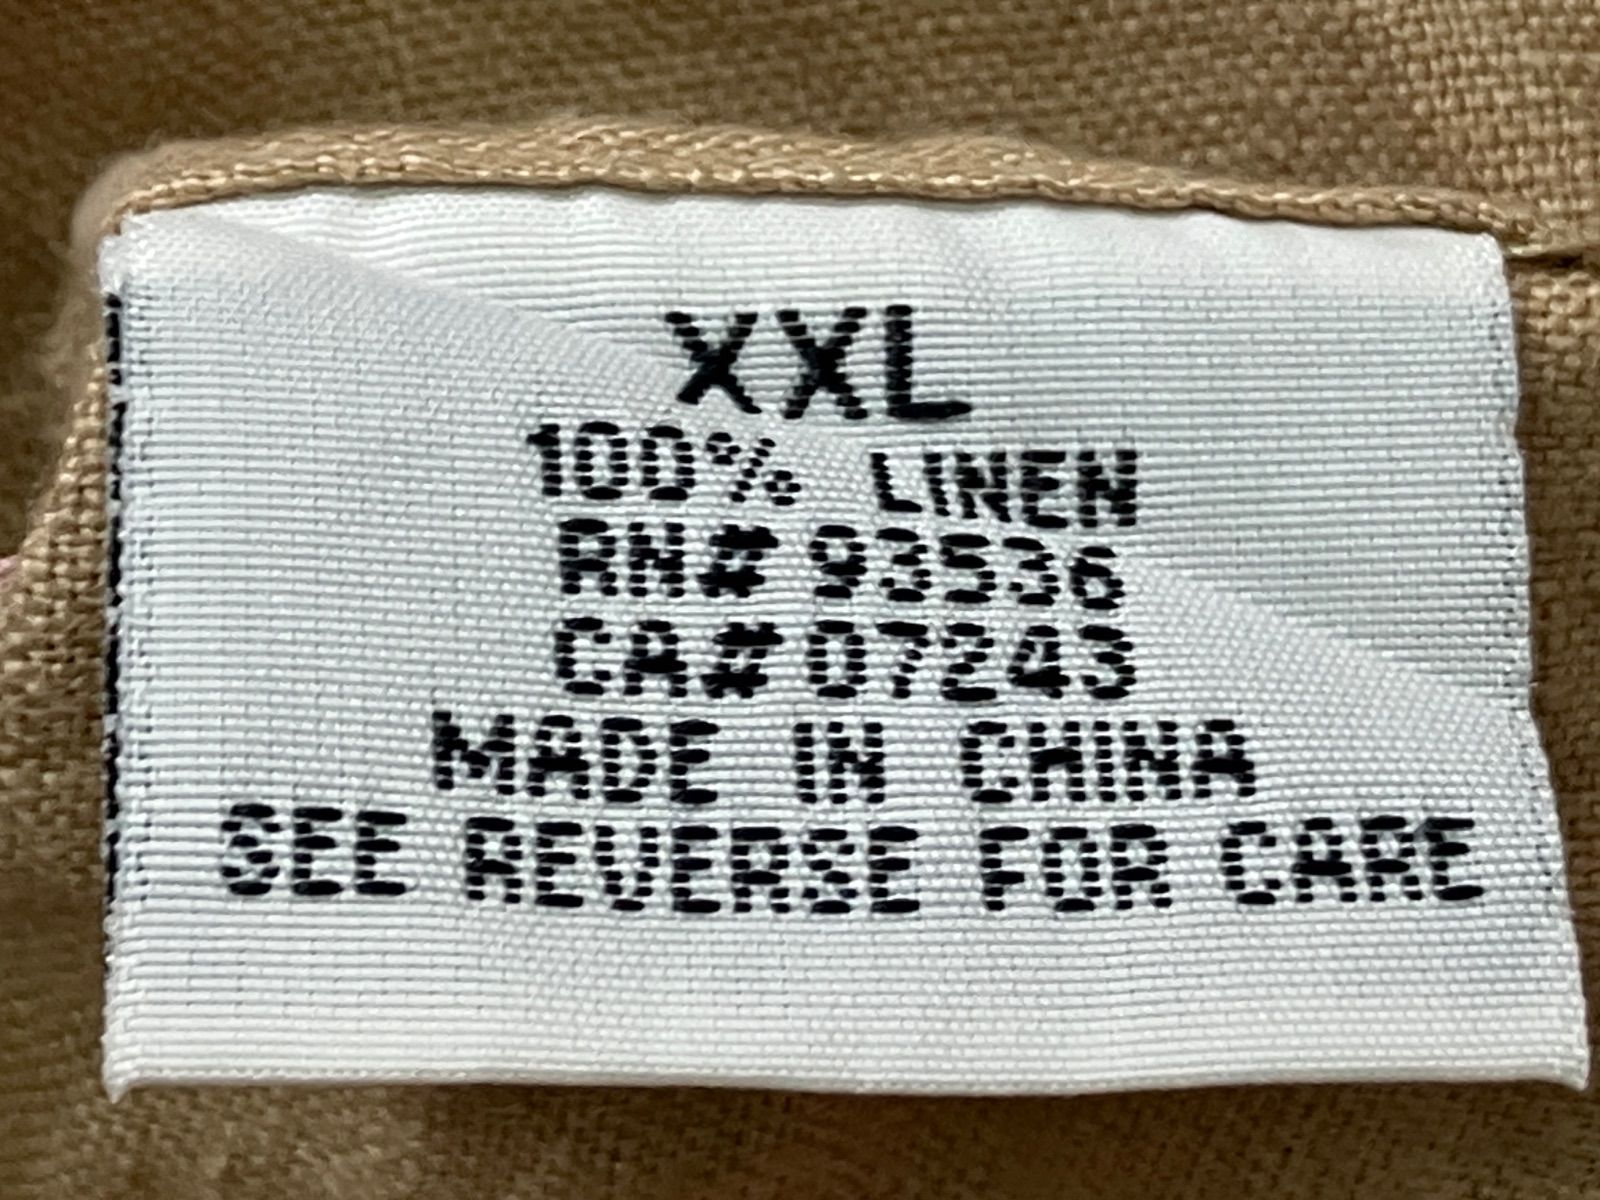 XXL
100% LINEN
RN# 93536
CA# 07243
MADE IN CHINA
SEE REVERSE FOR CARE